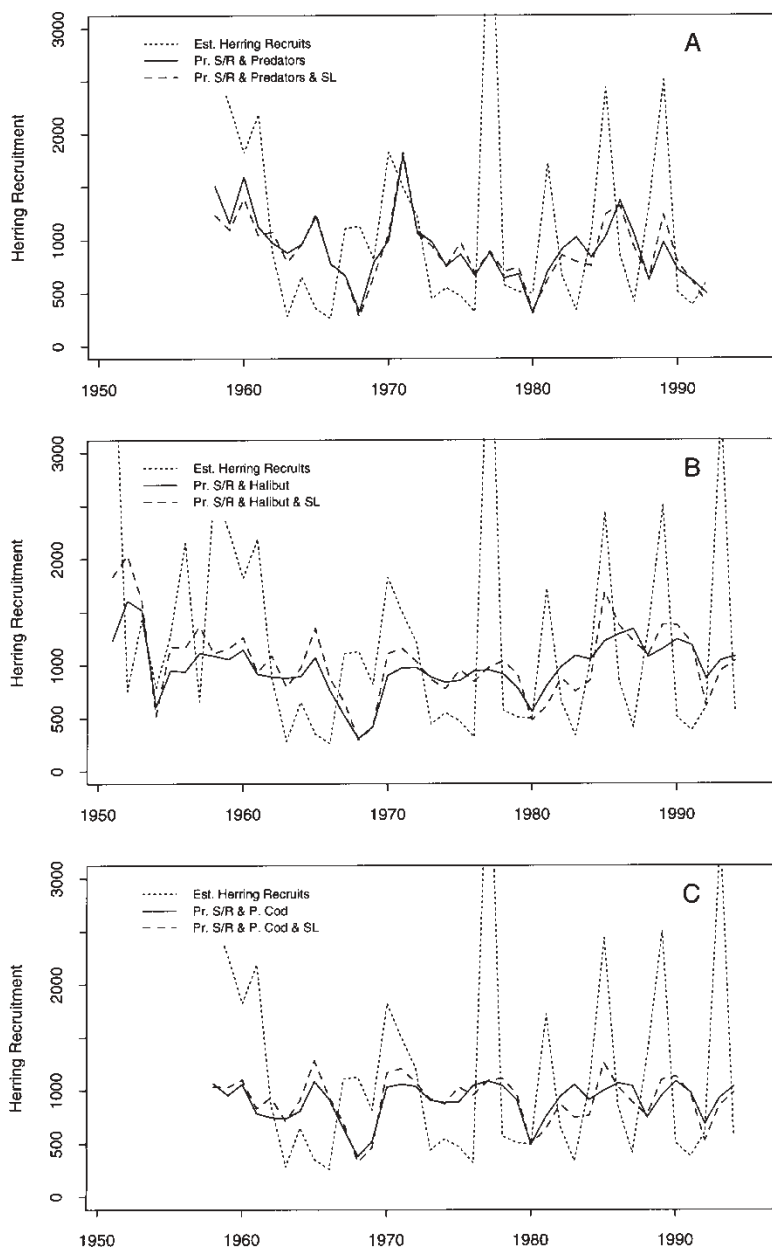 A
Est. Herring Recruits
Pr. S/R & Predators
Pr. S/R & Predators & SL
Herring Recruitment
3000
2000
1000
500
0
1950
1960
1970
1980
1990
B
Est. Herring Recruits
Pr. S/R & Halibut
Pr. S/R & Halibut & SL
Herring Recruitment
3000
2000
1000
500
0
1950
1960
1970
1980
1990
C
Est. Herring Recruits
Pr. S/R & P. Cod
Pr. S/R & P. Cod & SL
Herring Recruitment
3000
2000
1000
500
0
1950
1960
1970
1980
1990